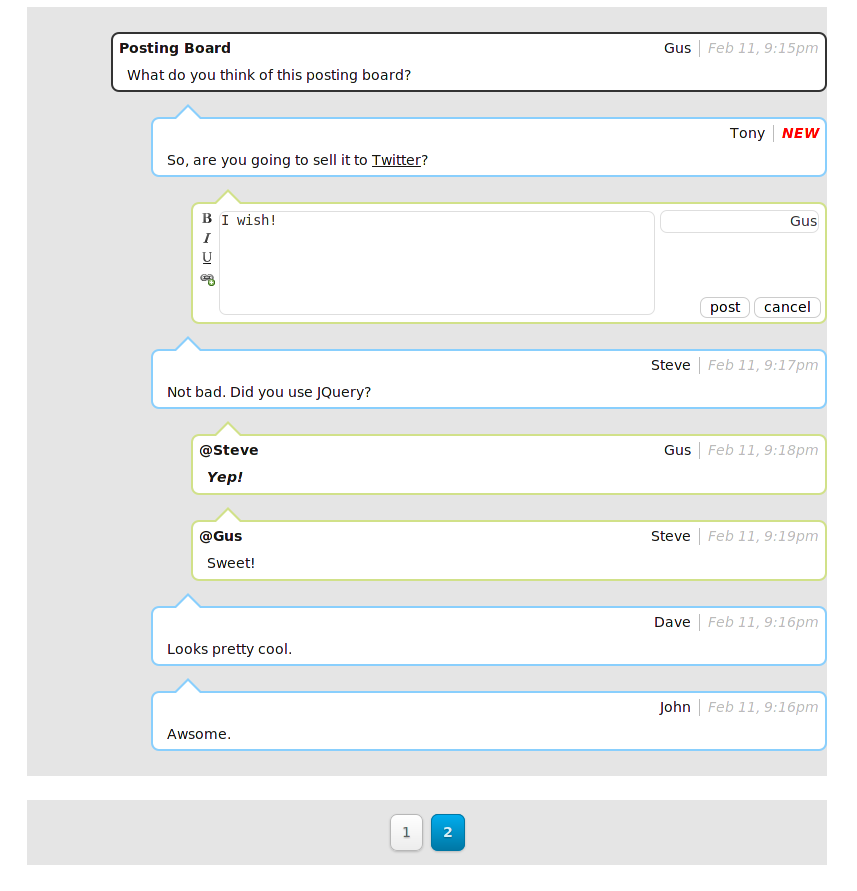 Posting Board Gus Feb 11, 9:15pm
What do you think of this posting board?
Tony NEW
So, are you going to sell it to Twitter?
B I wish! Gus
I
U
post cancel
Steve Feb 11, 9:17pm
Not bad. Did you use JQuery?
@Steve Gus Feb 11, 9:18pm
Yep!
@Gus Steve Feb 11, 9:19pm
Sweet!
Dave Feb 11, 9:16pm
Looks pretty cool.
John Feb 11, 9:16pm
Awsome.
1 2